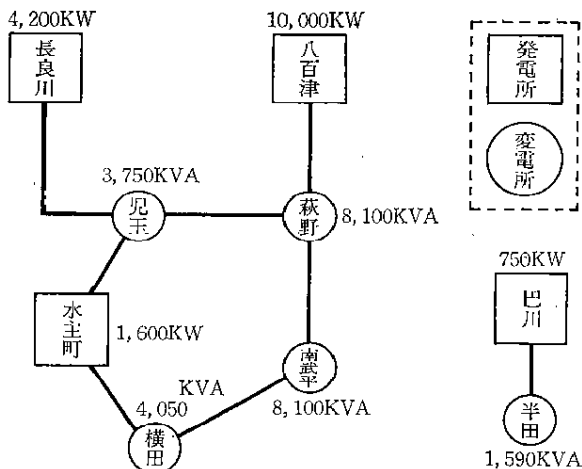 4,200KW
長良川
10,000KW
八百津
発電所
変電所
3,750KVA
児玉
萩野
8,100KVA
水主町
1,600KW
750KW
巴川
南武平
8,100KVA
KVA
4,050
横田
半田
1,590KVA